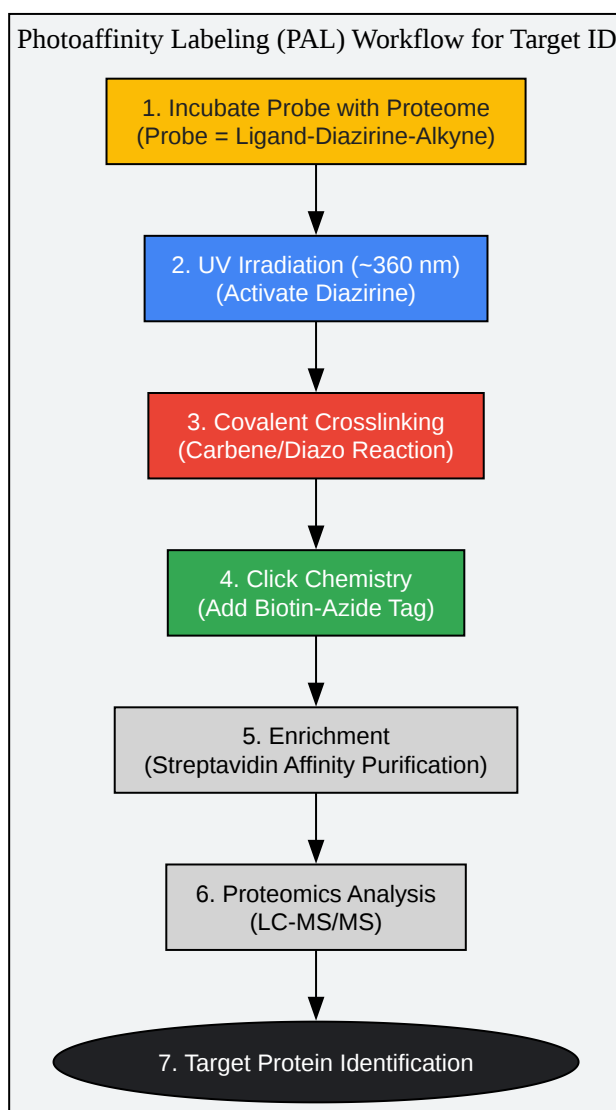 Photoaffinity Labeling (PAL) Workflow for Target ID
1. Incubate Probe with Proteome
(Probe = Ligand-Diazirine-Alkyne)
2. UV Irradiation (~360 nm)
(Activate Diazirine)
3. Covalent Crosslinking
(Carbene/Diazo Reaction)
4. Click Chemistry
(Add Biotin-Azide Tag)
5. Enrichment
(Streptavidin Affinity Purification)
6. Proteomics Analysis
(LC-MS/MS)
7. Target Protein Identification